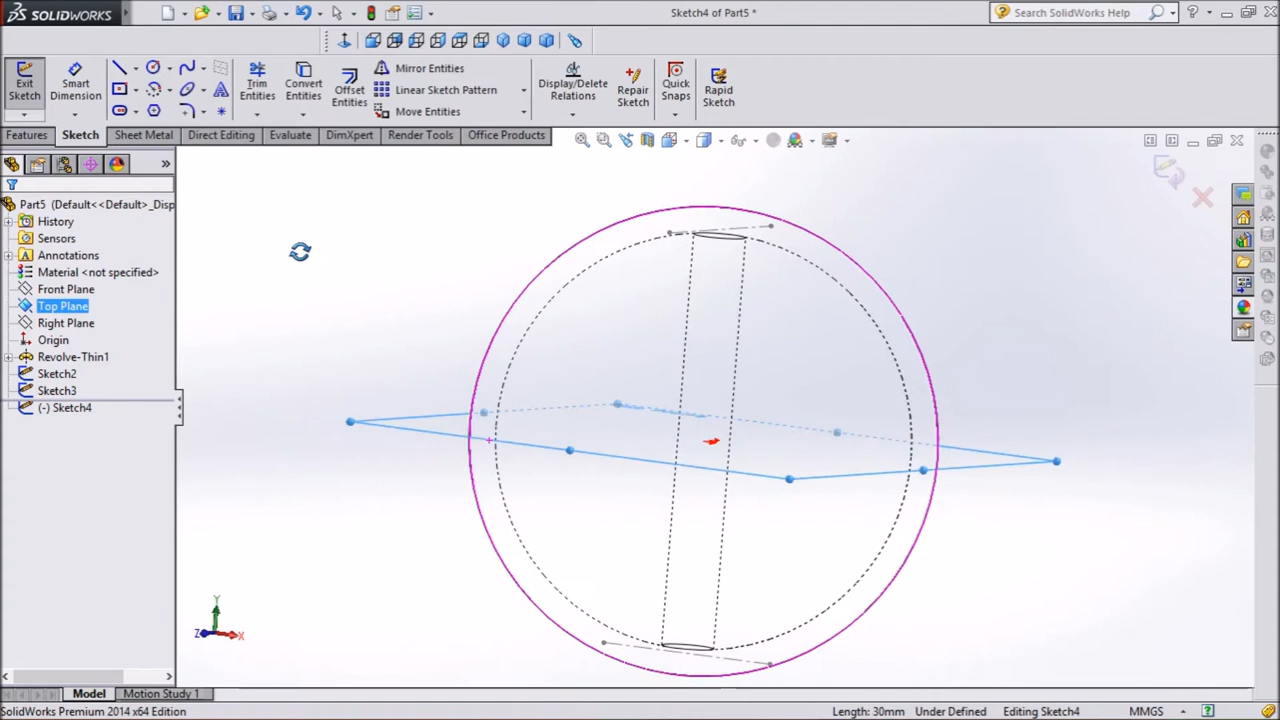 SOLIDWORKS
Sketch4 of Part5 *
Search SolidWorks Help
Exit Sketch
Smart Dimension
Trim Entities
Convert Entities
Offset Entities
Mirror Entities
Linear Sketch Pattern
Move Entities
Display/Delete Relations
Repair Sketch
Quick Snaps
Rapid Sketch
Features Sketch Sheet Metal Direct Editing Evaluate DimXpert Render Tools Office Products
Part5 (Default<<Default>_Disp
History
Sensors
Annotations
Material <not specified>
Front Plane
Top Plane
Right Plane
Origin
Revolve-Thin1
Sketch2
Sketch3
(-) Sketch4
Y
Z X
Model Motion Study 1
SolidWorks Premium 2014 x64 Edition Length: 30mm Under Defined Editing Sketch4 MMGS